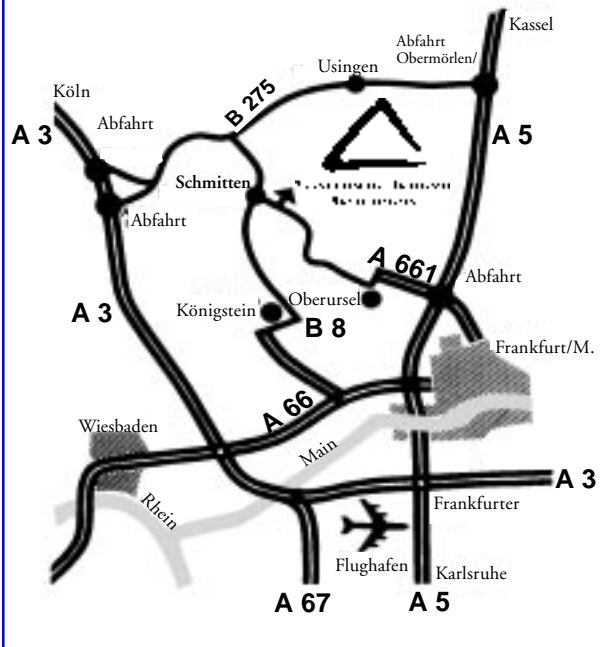 Kassel
Abfahrt
Obermörlen/
Usingen
Köln
B 275
A 3
Abfahrt
A 5
Schmitten
Abfahrt
A 661
Abfahrt
A 3
Königstein
Oberursel
B 8
Frankfurt/M.
A 66
Wiesbaden
Main
A 3
Rhein
Frankfurter
Flughafen
Karlsruhe
A 67
A 5